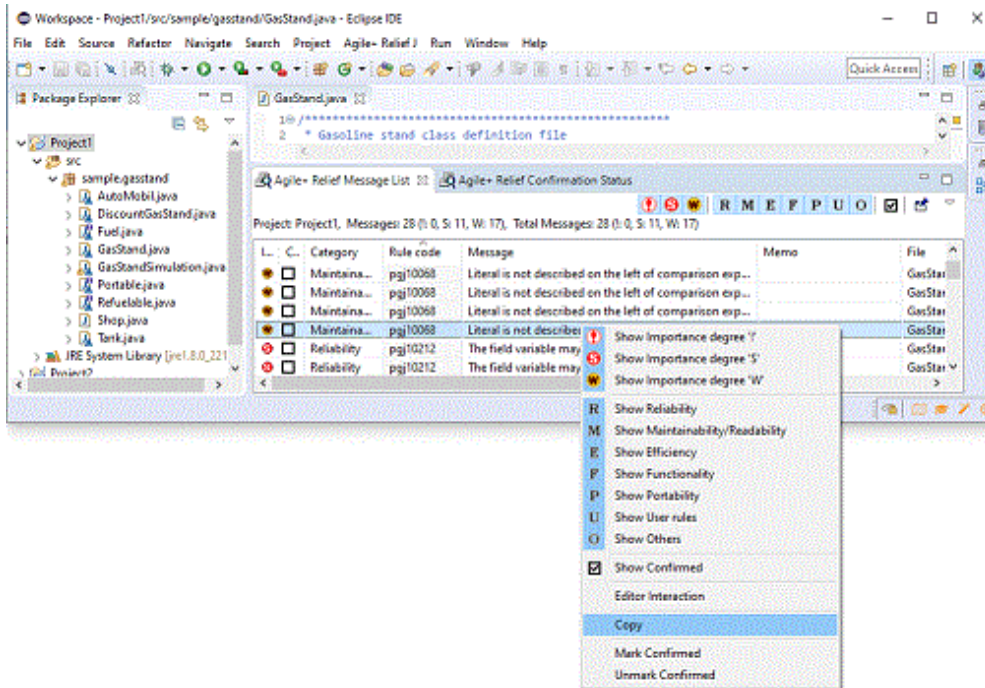 Workspace - Project1/src/sample/gasstand/GasStand.java - Eclipse IDE
File Edit Source Refactor Navigate Search Project Agile+ Relief J Run Window Help
Quick Access
Package Explorer
GasStand.java
1 /****************************************************
2 * Gasoline stand class definition file
Project1
src
sample.gasstand
AutoMobil.java
DiscountGasStand.java
Fuel.java
GasStand.java
GasStandSimulation.java
Portable.java
Refuelable.java
Shop.java
Tank.java
JRE System Library [jre1.8.0_221
Project2
Agile+ Relief Message List Agile+ Relief Confirmation Status
R M E F P U O
Project: Project1, Messages: 28 (!: 0, S: 11, W: 17), Total Messages: 28 (!: 0, S: 11, W: 17)
I... C... Category Rule code Message Memo File
W Maintaina... pgj10068 Literal is not described on the left of comparison exp... GasStar
W Maintaina... pgj10068 Literal is not described on the left of comparison exp... GasStar
W Maintaina... pgj10068 Literal is not described on the left of comparison exp... GasStar
W Maintaina... pgj10068 Literal is not describe GasStar
S Reliability pgj10212 The field variable may GasStar
S Reliability pgj10212 The field variable may GasStar
! Show Importance degree '!'
S Show Importance degree 'S'
W Show Importance degree 'W'
R Show Reliability
M Show Maintainability/Readability
E Show Efficiency
F Show Functionality
P Show Portability
U Show User rules
O Show Others
Show Confirmed
Editor Interaction
Copy
Mark Confirmed
Unmark Confirmed